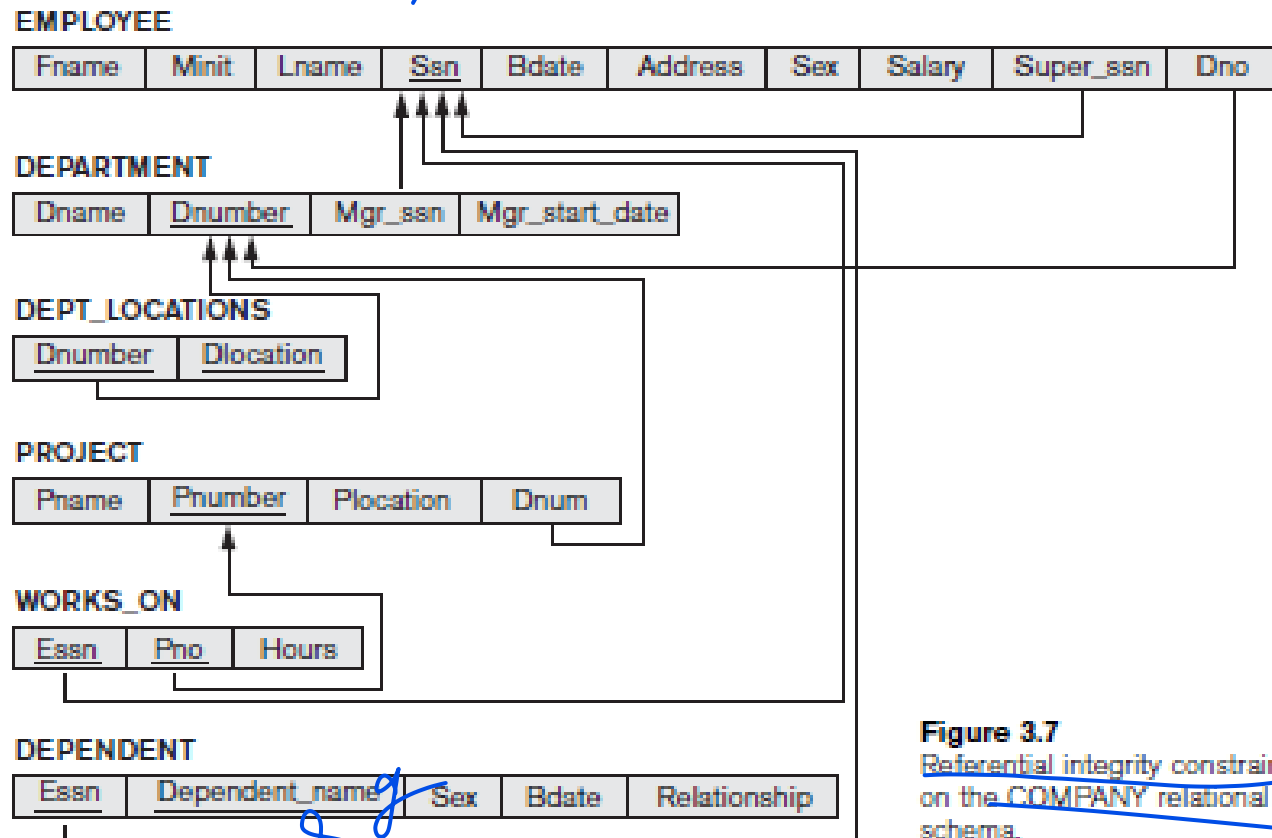 EMPLOYEE
Fname Minit Lname Ssn Bdate Address Sex Salary Super_ssn Dno
DEPARTMENT
Dname Dnumber Mgr_ssn Mgr_start_date
DEPT_LOCATIONS
Dnumber Dlocation
PROJECT
Pname Pnumber Plocation Dnum
WORKS_ON
Essn Pno Hours
DEPENDENT
Essn Dependent_name Sex Bdate Relationship
Figure 3.7
Referential integrity
on the COMPANY relational
schema.